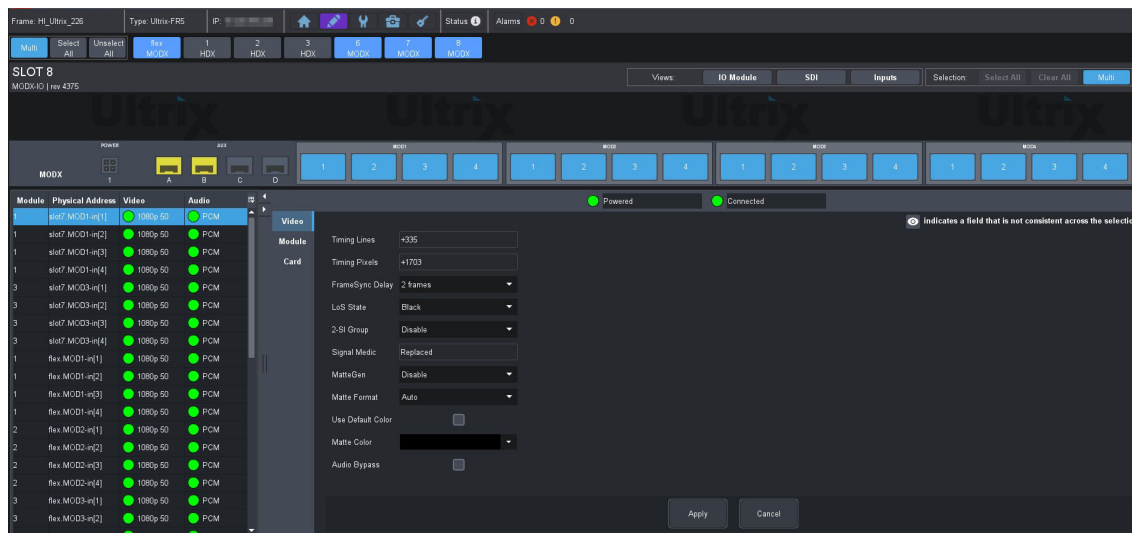 Frame: HI_Ultrix_226 Type: Ultrix-FR5 IP: Status Alarms 0 0
Multi Select All Unselect All flex MODX 1 HDX 2 HDX 3 HDX 6 MODX 7 MODX 8 MODX
SLOT 8
MODX-IO | rev 4375
Views: IO Module SDI Inputs Selection: Select All Clear All Multi
Ultrix Ultrix Ultrix Ultrix
POWER AUX MOD1 MOD2 MOD3 MOD4
MODX 1 A B C D 1 2 3 4 1 2 3 4 1 2 3 4 1 2 3 4
Module Physical Address Video Audio
1 slot7.MOD1-in[1] 1080p 50 PCM
1 slot7.MOD1-in[2] 1080p 50 PCM
1 slot7.MOD1-in[3] 1080p 50 PCM
1 slot7.MOD1-in[4] 1080p 50 PCM
3 slot7.MOD3-in[1] 1080p 50 PCM
3 slot7.MOD3-in[2] 1080p 50 PCM
3 slot7.MOD3-in[3] 1080p 50 PCM
3 slot7.MOD3-in[4] 1080p 50 PCM
1 flex.MOD1-in[1] 1080p 50 PCM
1 flex.MOD1-in[2] 1080p 50 PCM
1 flex.MOD1-in[3] 1080p 50 PCM
1 flex.MOD1-in[4] 1080p 50 PCM
2 flex.MOD2-in[1] 1080p 50 PCM
2 flex.MOD2-in[2] 1080p 50 PCM
2 flex.MOD2-in[3] 1080p 50 PCM
2 flex.MOD2-in[4] 1080p 50 PCM
3 flex.MOD3-in[1] 1080p 50 PCM
3 flex.MOD3-in[2] 1080p 50 PCM
Powered Connected
indicates a field that is not consistent across the selectio
Video
Module
Card
Timing Lines +335
Timing Pixels +1703
FrameSync Delay 2 frames
LoS State Black
2-SI Group Disable
Signal Medic Replaced
MatteGen Disable
Matte Format Auto
Use Default Color
Matte Color
Audio Bypass
Apply Cancel